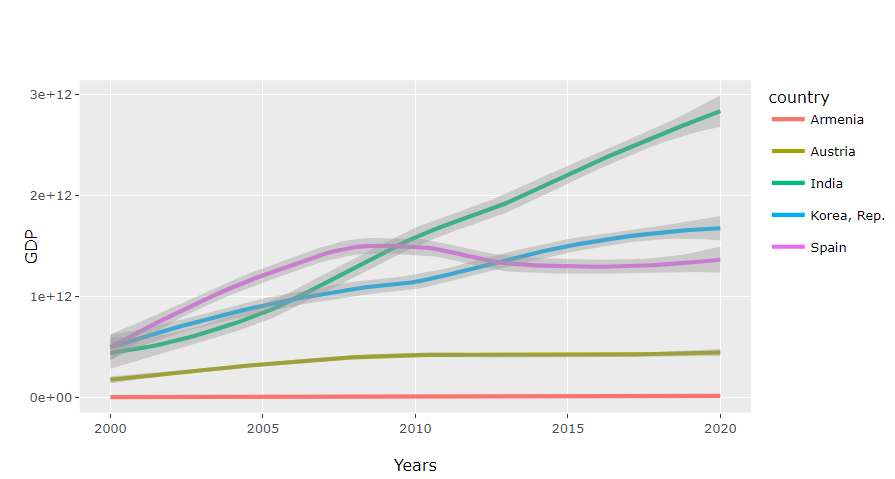 3e+12
2e+12
1e+12
0e+00
GDP
2000 2005 2010 2015 2020
Years
country
Armenia
Austria
India
Korea, Rep.
Spain